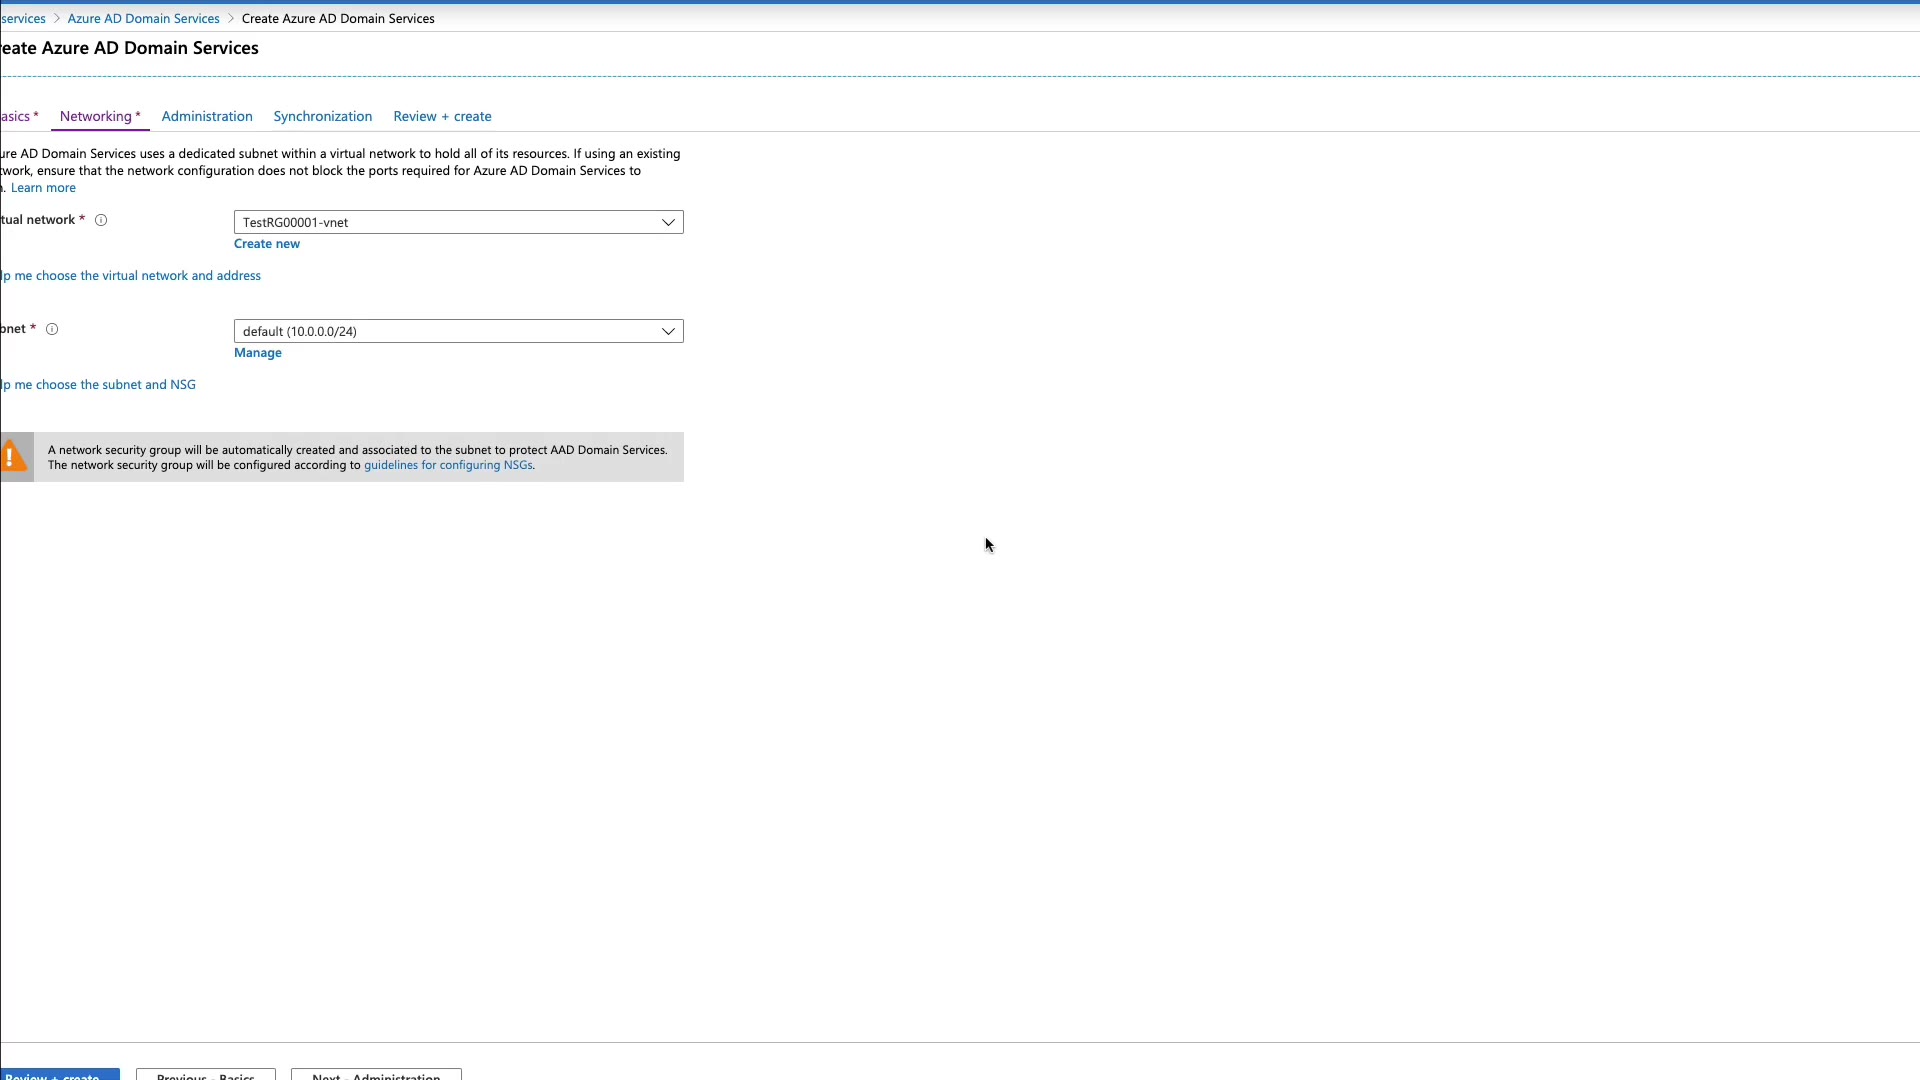 services > Azure AD Domain Services > Create Azure AD Domain Services
eate Azure AD Domain Services
asics * Networking * Administration Synchronization Review + create
ure AD Domain Services uses a dedicated subnet within a virtual network to hold all of its resources. If using an existing
twork, ensure that the network configuration does not block the ports required for Azure AD Domain Services to
n. Learn more
tual network *
TestRG00001-vnet
Create new
lp me choose the virtual network and address
bnet *
default (10.0.0.0/24)
Manage
lp me choose the subnet and NSG
A network security group will be automatically created and associated to the subnet to protect AAD Domain Services.
The network security group will be configured according to guidelines for configuring NSGs.
Review + create Previous - Basics Next - Administration